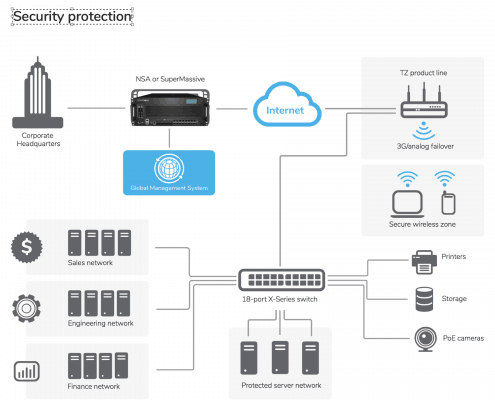 Security protection
NSA or SuperMassive
TZ product line
Internet
3G/analog failover
Corporate
Headquarters
Global Management System
Secure wireless zone
Sales network
Printers
18-port X-Series switch
Storage
Engineering network
PoE cameras
Finance network
Protected server network